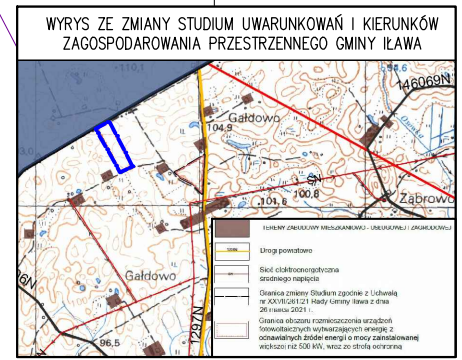 WYRYS ZE ZMIANY STUDIUM UWARUNKOWAŃ I KIERUNKÓW
ZAGOSPODAROWANIA PRZESTRZENNEGO GMINY IŁAWA
146069N
Gałdowo
104,9
100,8
101,6
Ząbrowo
Gałdowo
1297N
96,5
TERENY ZABUDOWY MIESZKANIOWO - USŁUGOWEJ I ZAGRODOWEJ
Drogi powiatowe
Sieć elektroenergetyczna
średniego napięcia
Granica zmiany Studium zgodnie z Uchwałą
nr XXVII/261/21 Rady Gminy Iława z dnia
26 marca 2021 r.
Granica obszaru rozmieszczenia urządzeń
fotowoltaicznych wytwarzających energię z
odnawialnych źródeł energii o mocy zainstalowanej
większej niż 500 kW, wraz ze strefą ochronną